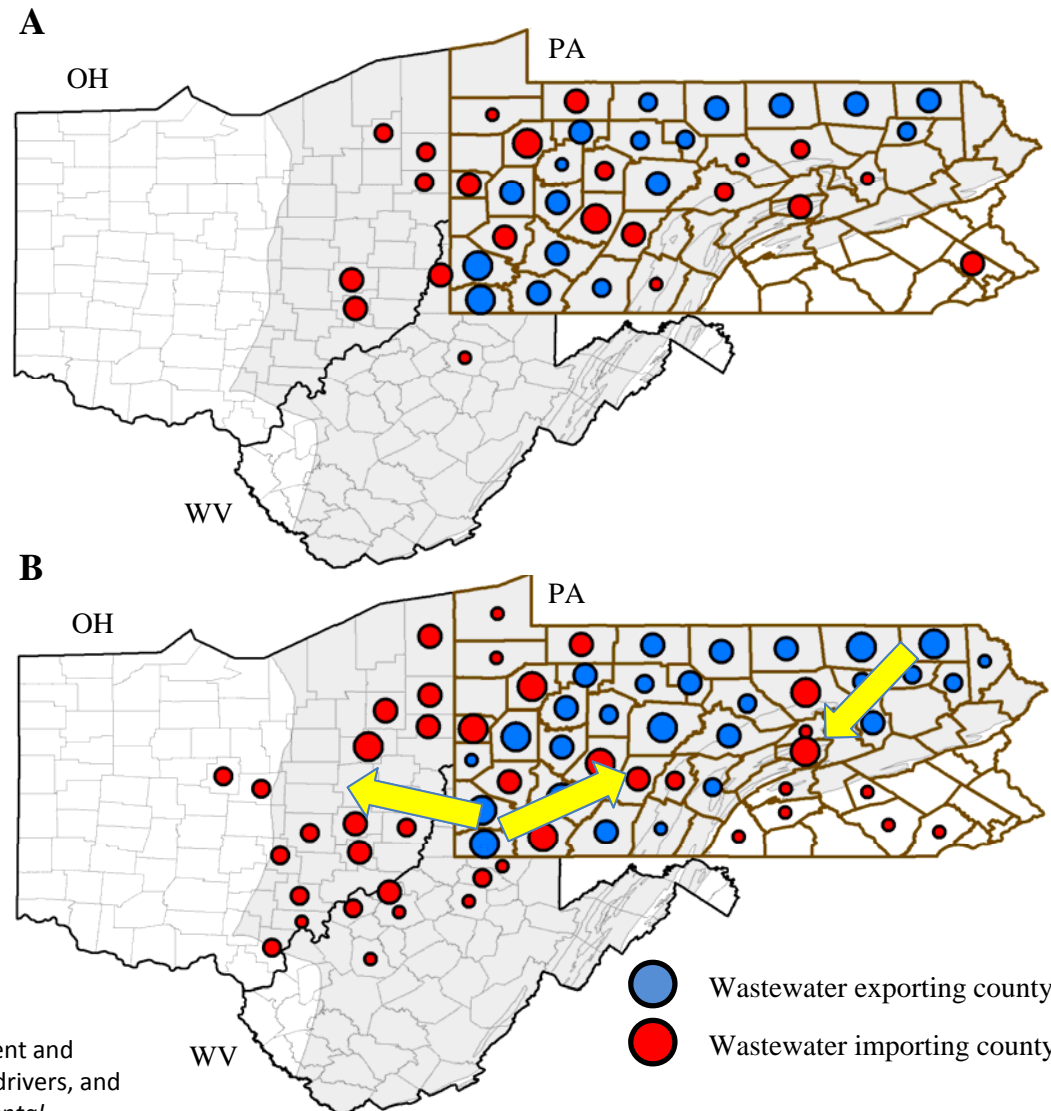 A
PA
OH
WV
B
PA
OH
Wastewater exporting county
Wastewater importing county
WV
ent and
drivers, and